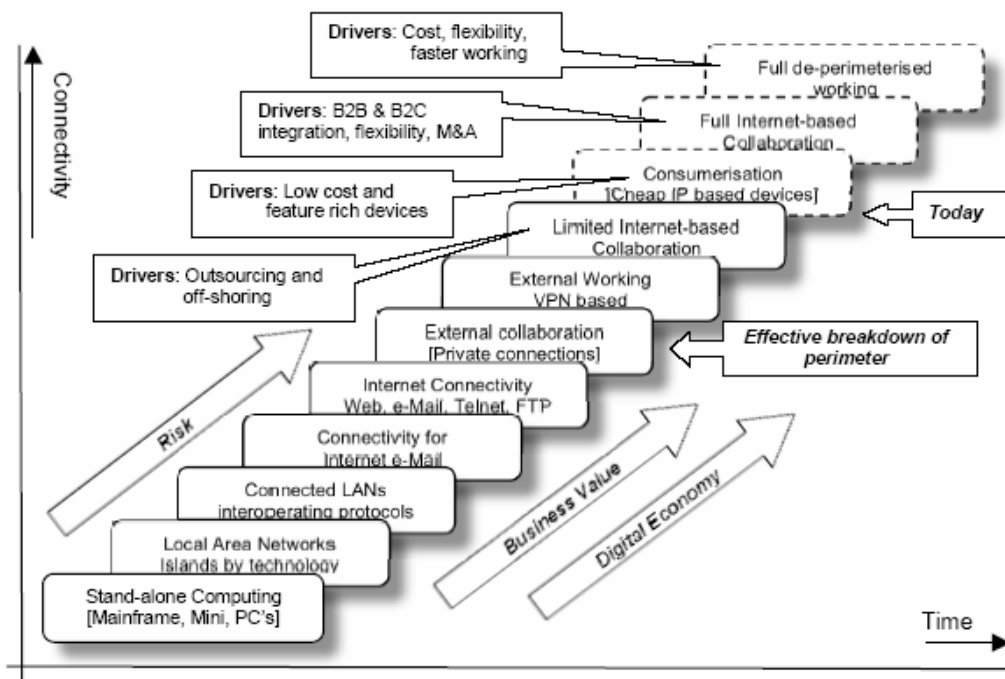 Connectivity
Drivers: Cost, flexibility,
faster working
Full de-perimeterised
working
Drivers: B2B & B2C
integration, flexibility, M&A
Full Internet-based
Collaboration
Drivers: Low cost and
feature rich devices
Consumerisation
]Cheap IP based devices]
Today
Limited Internet-based
Collaboration
Drivers: Outsourcing and
off-shoring
External Working
VPN based
External collaboration
[Private connections]
Effective breakdown of
perimeter
Internet Connectivity
Web, e-Mail, Telnet, FTP
Risk
Connectivity for
Internet e-Mail
Connected LANs
interoperating protocols
Business Value
Digital Economy
Local Area Networks
Islands by technology
Stand-alone Computing
[Mainframe, Mini, PC's]
Time